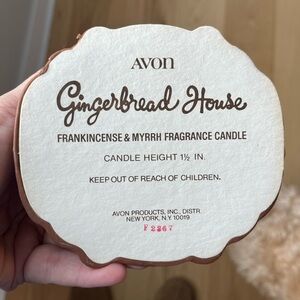 AVON
Gingerbread House
FRANKINCENSE & MYRRH FRAGRANCE CANDLE
CANDLE HEIGHT 1½ IN.
KEEP OUT OF REACH OF CHILDREN.
AVON PRODUCTS, INC., DISTR.
NEW YORK, N.Y. 10019
F 2267